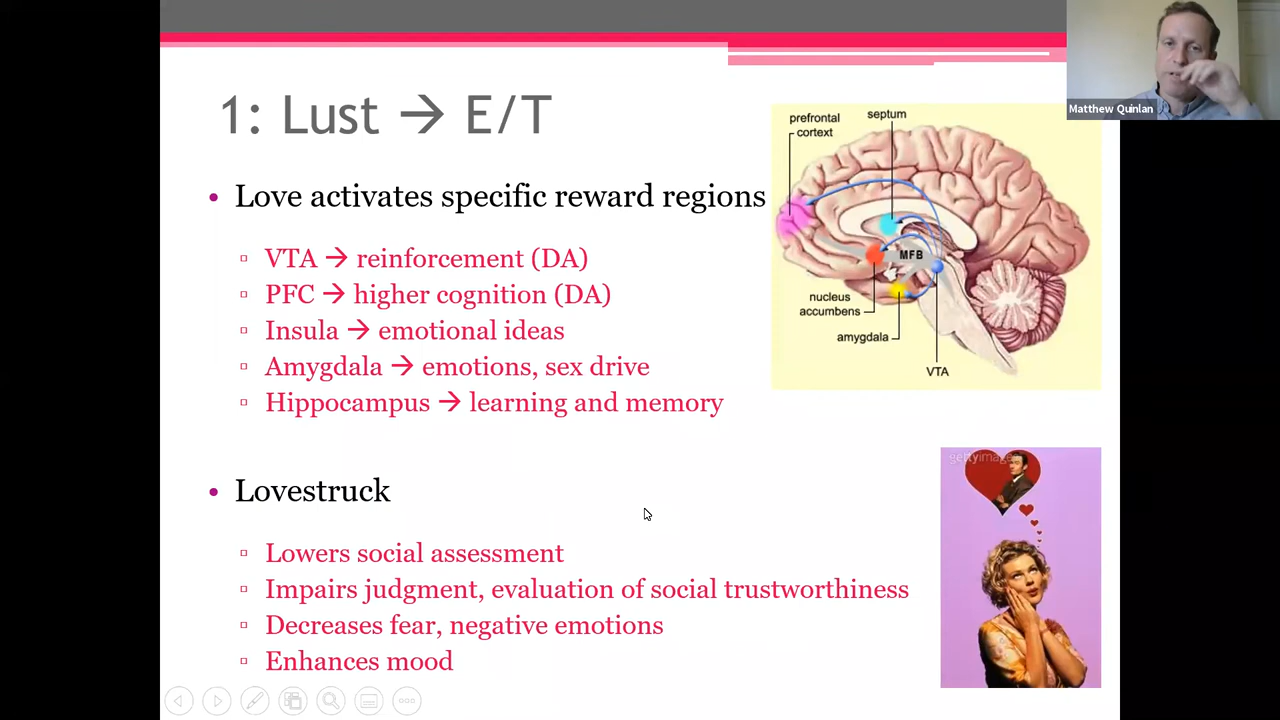 1: Lust → E/T
• Love activates specific reward regions
▫ VTA → reinforcement (DA)
▫ PFC → higher cognition (DA)
▫ Insula → emotional ideas
▫ Amygdala → emotions, sex drive
▫ Hippocampus → learning and memory
• Lovestruck
▫ Lowers social assessment
▫ Impairs judgment, evaluation of social trustworthiness
▫ Decreases fear, negative emotions
▫ Enhances mood
prefrontal
cortex
septum
MFB
nucleus
accumbens
amygdala
VTA
gettyimages
Matthew Quinlan